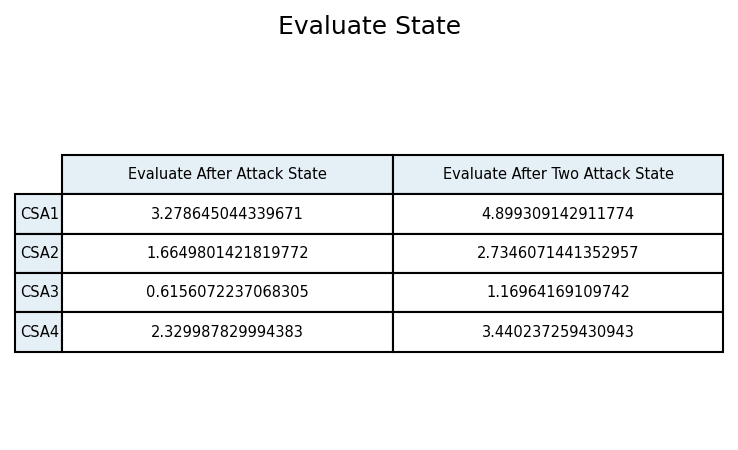 Evaluate State
Evaluate After Attack State Evaluate After Two Attack State
CSA1 3.278645044339671 4.899309142911774
CSA2 1.6649801421819772 2.7346071441352957
CSA3 0.6156072237068305 1.16964169109742
CSA4 2.329987829994383 3.440237259430943